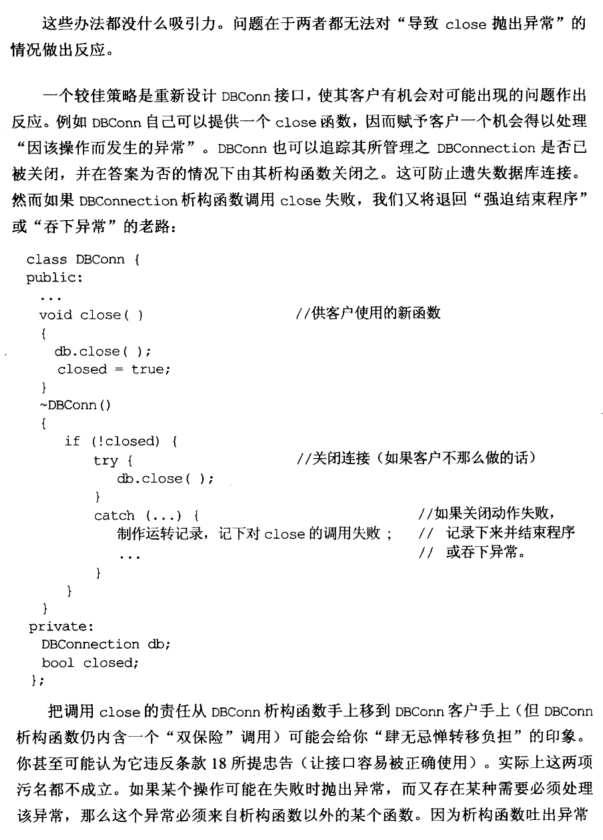 这些办法都没什么吸引力。问题在于两者都无法对“导致 close 抛出异常”的
情况做出反应。
一个较佳策略是重新设计 DBConn 接口，使其客户有机会对可能出现的问题作出
反应。例如 DBConn 自己可以提供一个 close 函数，因而赋予客户一个机会得以处理
“因该操作而发生的异常”。DBConn 也可以追踪其所管理之 DBConnection 是否已
被关闭，并在答案为否的情况下由其析构函数关闭之。这可防止遗失数据库连接。
然而如果 DBConnection 析构函数调用 close 失败，我们又将退回“强迫结束程序”
或“吞下异常”的老路：
class DBConn {
public:
...
void close( ) //供客户使用的新函数
{
db.close( );
closed = true;
}
~DBConn()
{
if (!closed) {
try { //关闭连接（如果客户不那么做的话）
db.close( );
}
catch (...) { //如果关闭动作失败，
制作运转记录，记下对 close 的调用失败； // 记录下来并结束程序
... // 或吞下异常。
}
}
}
private:
DBConnection db;
bool closed;
};
把调用 close 的责任从 DBConn 析构函数手上移到 DBConn 客户手上（但 DBConn
析构函数仍内含一个“双保险”调用）可能会给你“肆无忌惮转移负担”的印象。
你甚至可能认为它违反条款 18 所提忠告（让接口容易被正确使用）。实际上这两项
污名都不成立。如果某个操作可能在失败时抛出异常，而又存在某种需要必须处理
该异常，那么这个异常必须来自析构函数以外的某个函数。因为析构函数吐出异常